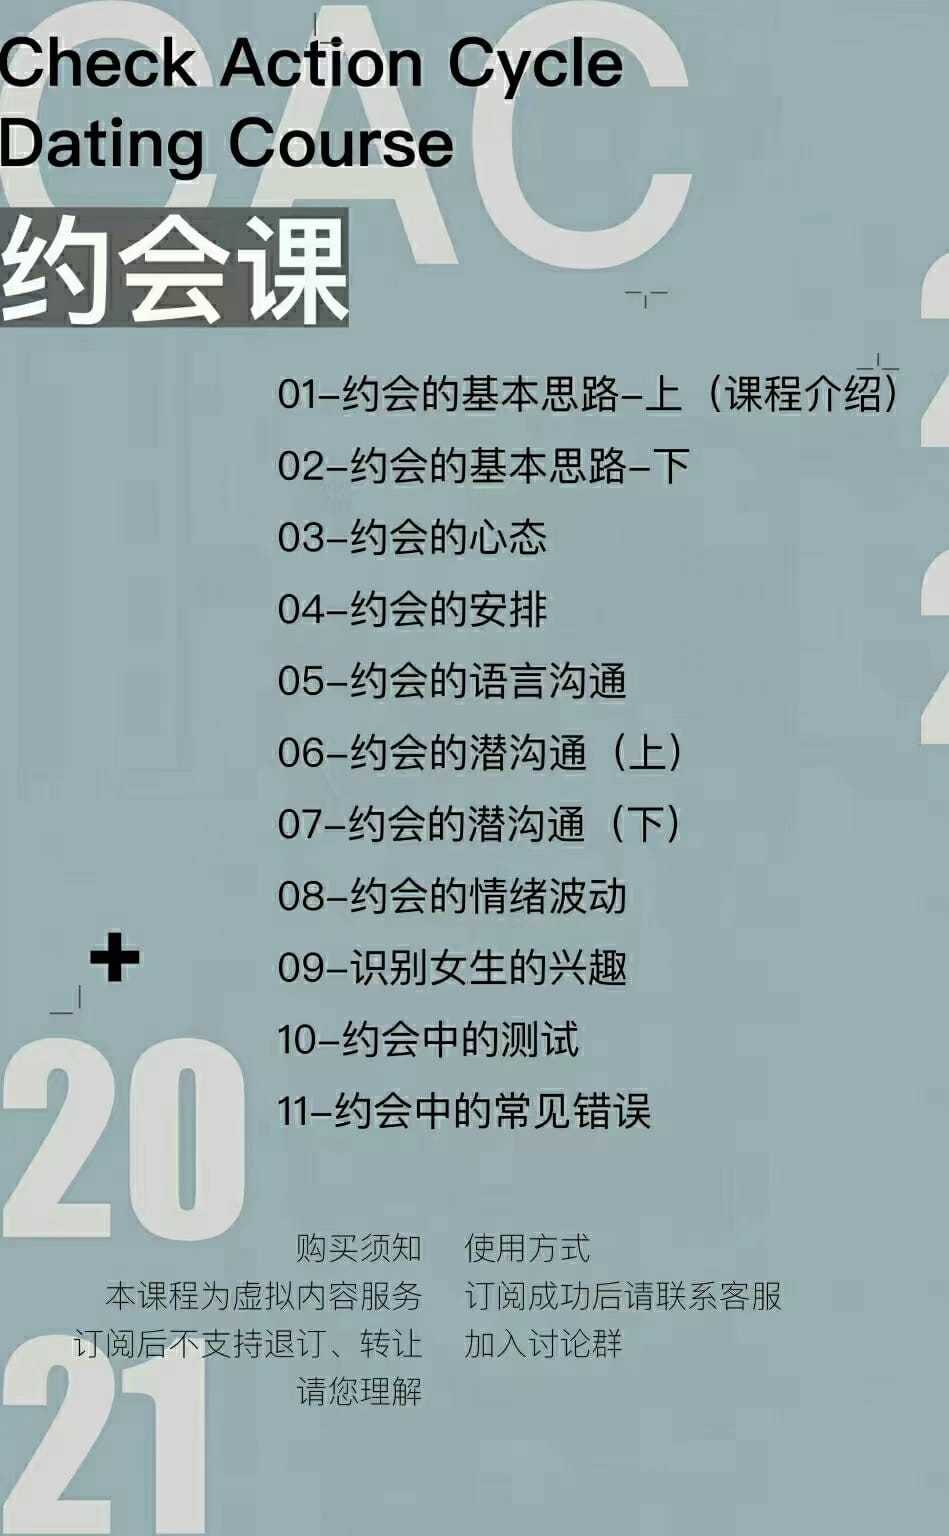 CAC
Check Action Cycle
Dating Course
约会课
01-约会的基本思路-上（课程介绍）
02-约会的基本思路-下
03-约会的心态
04-约会的安排
05-约会的语言沟通
06-约会的潜沟通（上）
07-约会的潜沟通（下）
08-约会的情绪波动
09-识别女生的兴趣
10-约会中的测试
11-约会中的常见错误
20
21
购买须知
本课程为虚拟内容服务
订阅后不支持退订、转让
请您理解
使用方式
订阅成功后请联系客服
加入讨论群